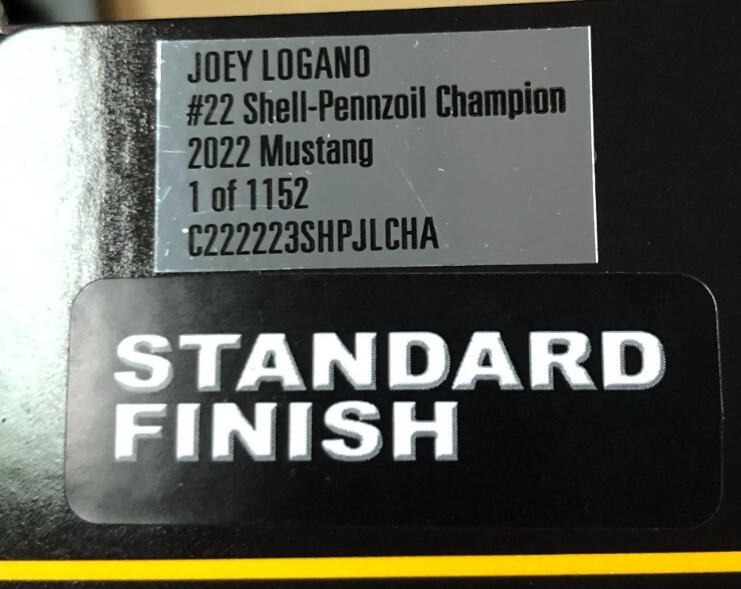 JOEY LOGANO
#22 Shell-Pennzoil Champion
2022 Mustang
1 of 1152
C222223SHPJLCHA
STANDARD
FINISH